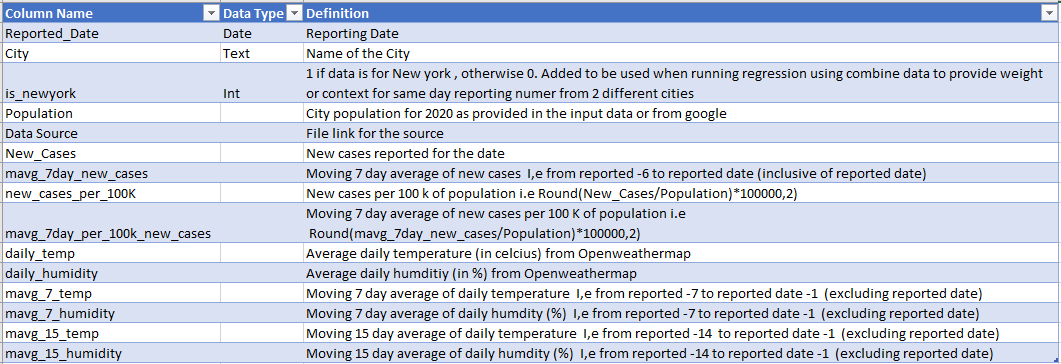 Column Name Data Type Definition
Reported_Date Date Reporting Date
City Text Name of the City
1 if data is for New york , otherwise 0. Added to be used when running regression using combine data to provide weight
is_newyork Int or context for same day reporting numer from 2 different cities
Population City population for 2020 as provided in the input data or from google
Data Source File link for the source
New_Cases New cases reported for the date
mavg_7day_new_cases Moving 7 day average of new cases I,e from reported -6 to reported date (inclusive of reported date)
new_cases_per_100K New cases per 100 k of population i.e Round(New_Cases/Population)*100000,2)
Moving 7 day average of new cases per 100 K of population i.e
mavg_7day_per_100k_new_cases Round(mavg_7day_new_cases/Population)*100000,2)
daily_temp Average daily temperature (in celcius) from Openweathermap
daily_humidity Average daily humditiy (in %) from Openweathermap
mavg_7_temp Moving 7 day average of daily temperature I,e from reported -7 to reported date -1 (excluding reported date)
mavg_7_humidity Moving 7 day average of daily humdity (%) I,e from reported -7 to reported date -1 (excluding reported date)
mavg_15_temp Moving 15 day average of daily temperature I,e from reported -14 to reported date -1 (excluding reported date)
mavg_15_humidity Moving 15 day average of daily humdity (%) I,e from reported -14 to reported date -1 (excluding reported date)